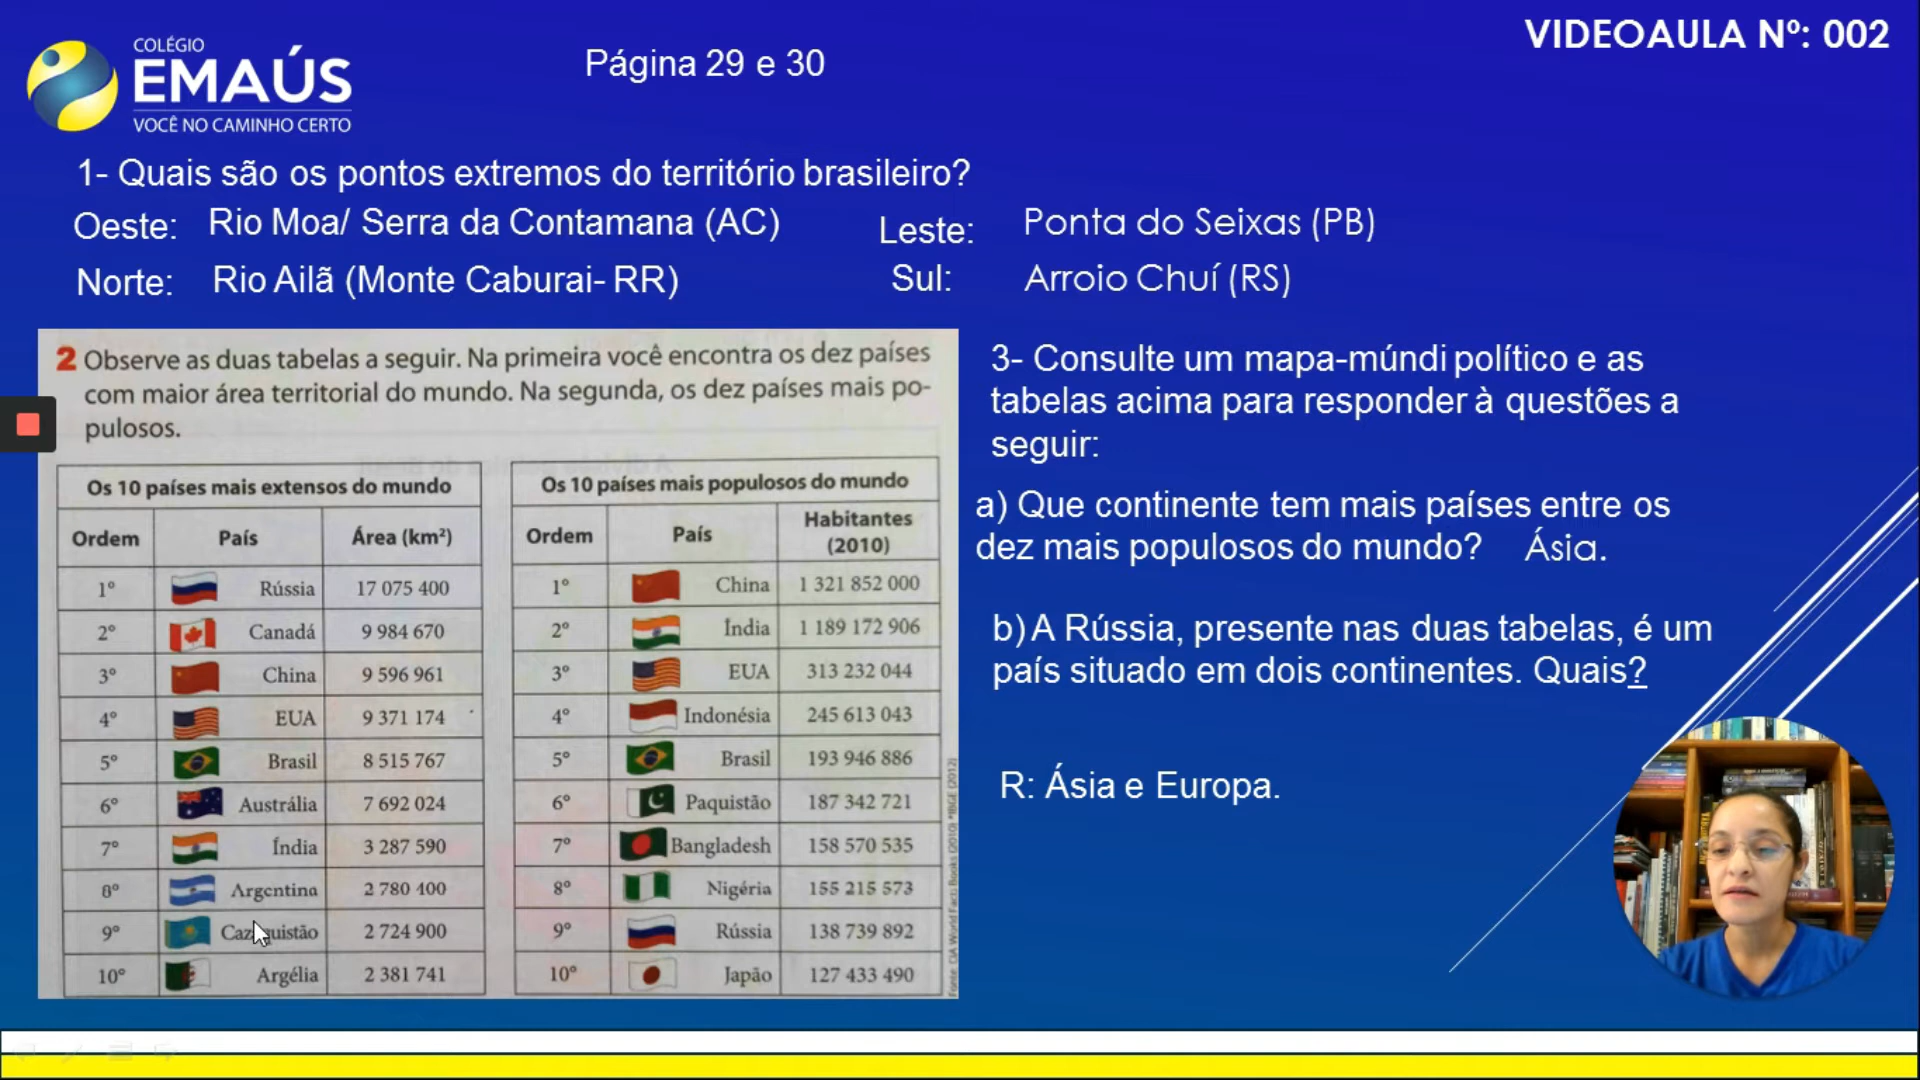 COLÉGIO
EMAÚS
VOCÊ NO CAMINHO CERTO
Página 29 e 30
VIDEOAULA Nº: 002
1- Quais são os pontos extremos do território brasileiro?
Oeste: Rio Moa/ Serra da Contamana (AC) Leste: Ponta do Seixas (PB)
Norte: Rio Ailã (Monte Caburai- RR) Sul: Arroio Chuí (RS)
2 Observe as duas tabelas a seguir. Na primeira você encontra os dez países
com maior área territorial do mundo. Na segunda, os dez países mais po-
pulosos.
Os 10 países mais extensos do mundo
Ordem País Área (km²)
1º Rússia 17 075 400
2º Canadá 9 984 670
3º China 9 596 961
4º EUA 9 371 174
5º Brasil 8 515 767
6º Austrália 7 692 024
7º Índia 3 287 590
8º Argentina 2 780 400
9º Cazaquistão 2 724 900
10º Argélia 2 381 741
Os 10 países mais populosos do mundo
Ordem País Habitantes
(2010)
1º China 1 321 852 000
2º Índia 1 189 172 906
3º EUA 313 232 044
4º Indonésia 245 613 043
5º Brasil 193 946 886
6º Paquistão 187 342 721
7º Bangladesh 158 570 535
8º Nigéria 155 215 573
9º Rússia 138 739 892
10º Japão 127 433 490
Fonte: CIA World Facts Books (2010) *IBGE (2012)
3- Consulte um mapa-múndi político e as
tabelas acima para responder à questões a
seguir:
a) Que continente tem mais países entre os
dez mais populosos do mundo? Ásia.
b) A Rússia, presente nas duas tabelas, é um
país situado em dois continentes. Quais?
R: Ásia e Europa.